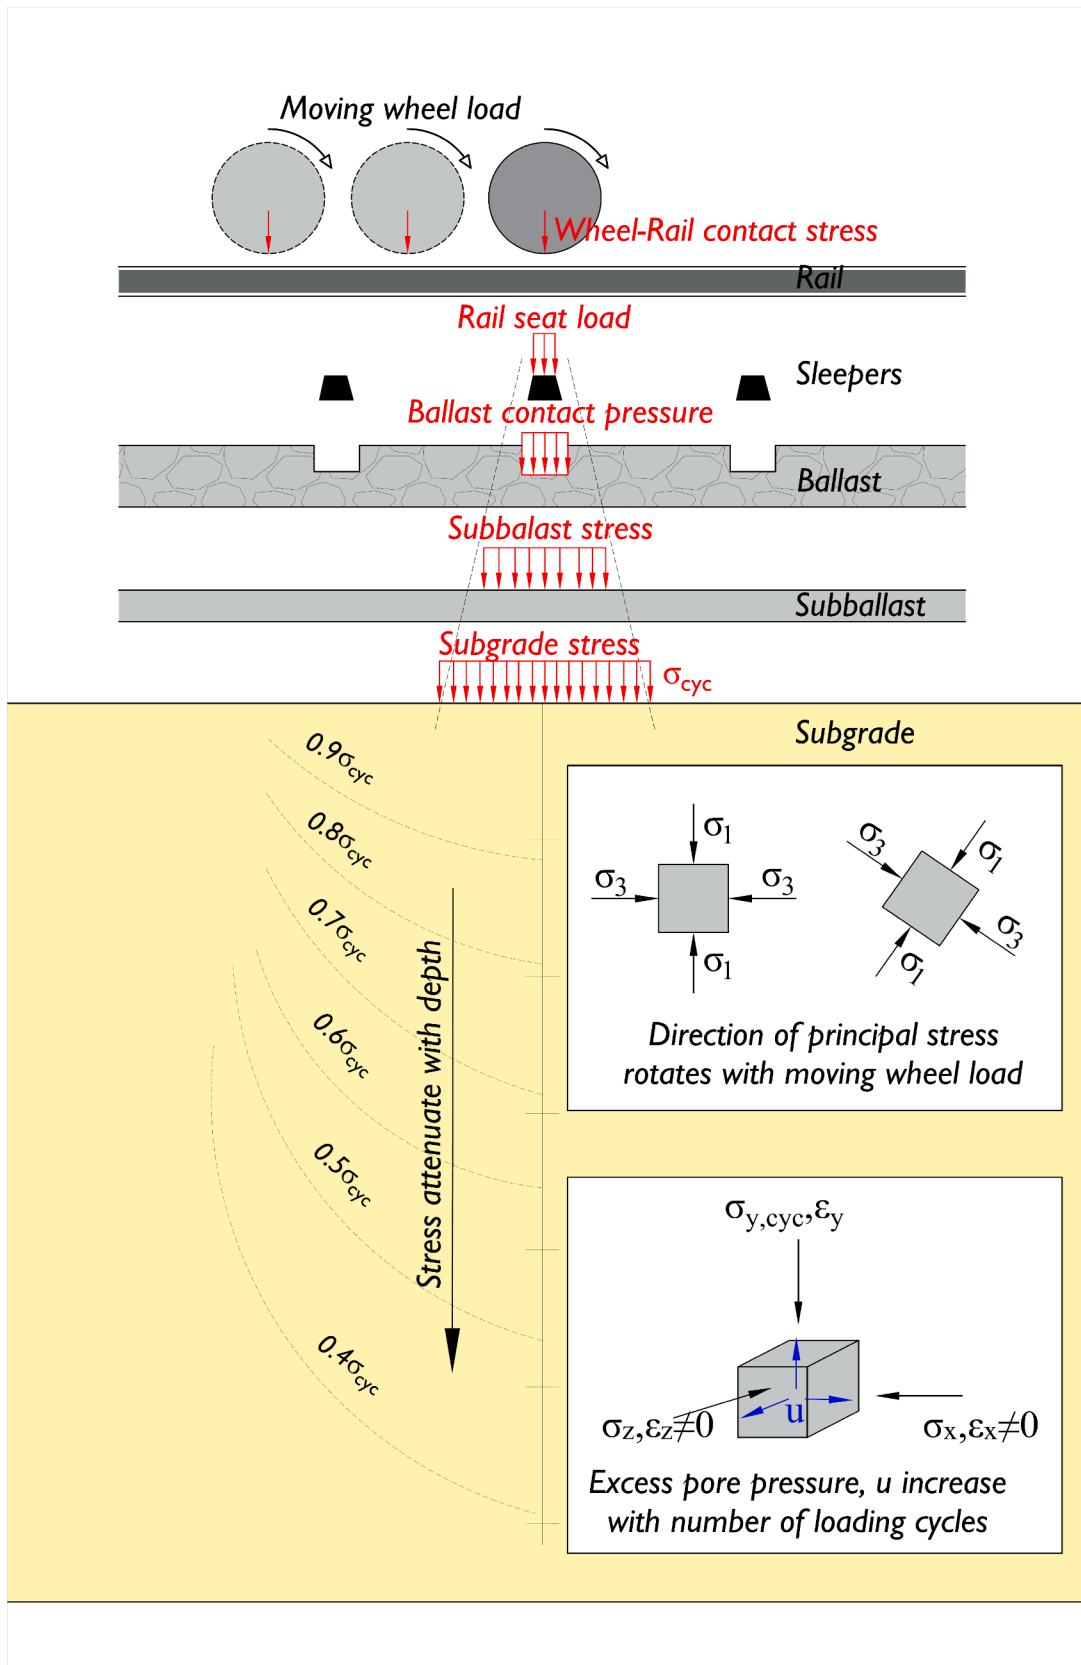 Moving wheel load
Wheel-Rail contact stress
Rail
Rail seat load
Sleepers
Ballast contact pressure
Ballast
Subbalast stress
Subballast
Subgrade stress
σcyc
Subgrade
0.9σcyc
0.8σcyc
0.7σcyc
0.6σcyc
0.5σcyc
0.4σcyc
Stress attenuate with depth
σ1
σ3
σ3
σ1
σ3
σ1
σ3
σ1
Direction of principal stress
rotates with moving wheel load
σy,cyc,εy
u
σz,εz≠0
σx,εx≠0
Excess pore pressure, u increase
with number of loading cycles